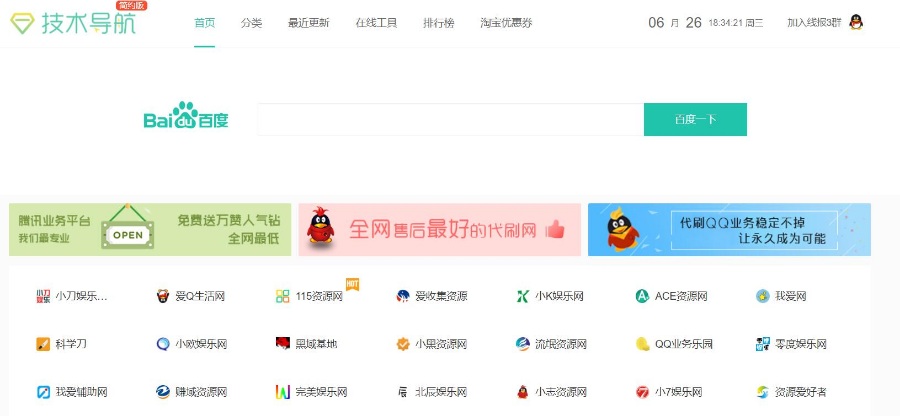 技术导航
简约版
首页 分类 最近更新 在线工具 排行榜 淘宝优惠券
06 月 26 18:34:21 周三 加入线报3群
Bai du 百度
百度一下
腾讯业务平台
我们最专业
OPEN
免费送万赞人气钻
全网最低
全网售后最好的代刷网
代刷QQ业务稳定不掉
让永久成为可能
小刀娱乐... 爱Q生活网 115资源网 HOT 爱收集资源 小K娱乐网 ACE资源网 我爱网
科学刀 小欧娱乐网 黑域基地 小黑资源网 流氓资源网 QQ业务乐园 零度娱乐网
我爱辅助网 赚域资源网 完美娱乐网 北辰娱乐网 小志资源网 小7娱乐网 资源爱好者